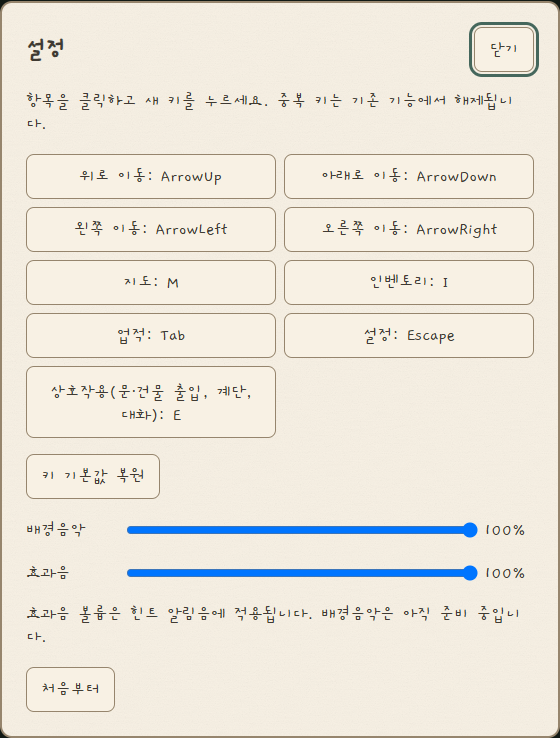 설정
닫기
항목을 클릭하고 새 키를 누르세요. 중복 키는 기존 기능에서 해제됩니
다.
위로 이동: ArrowUp
아래로 이동: ArrowDown
왼쪽 이동: ArrowLeft
오른쪽 이동: ArrowRight
지도: M
인벤토리: I
업적: Tab
설정: Escape
상호작용(문·건물 출입, 계단,
대화): E
키 기본값 복원
배경음악 100%
효과음 100%
효과음 볼륨은 힌트 알림음에 적용됩니다. 배경음악은 아직 준비 중입니
다.
처음부터